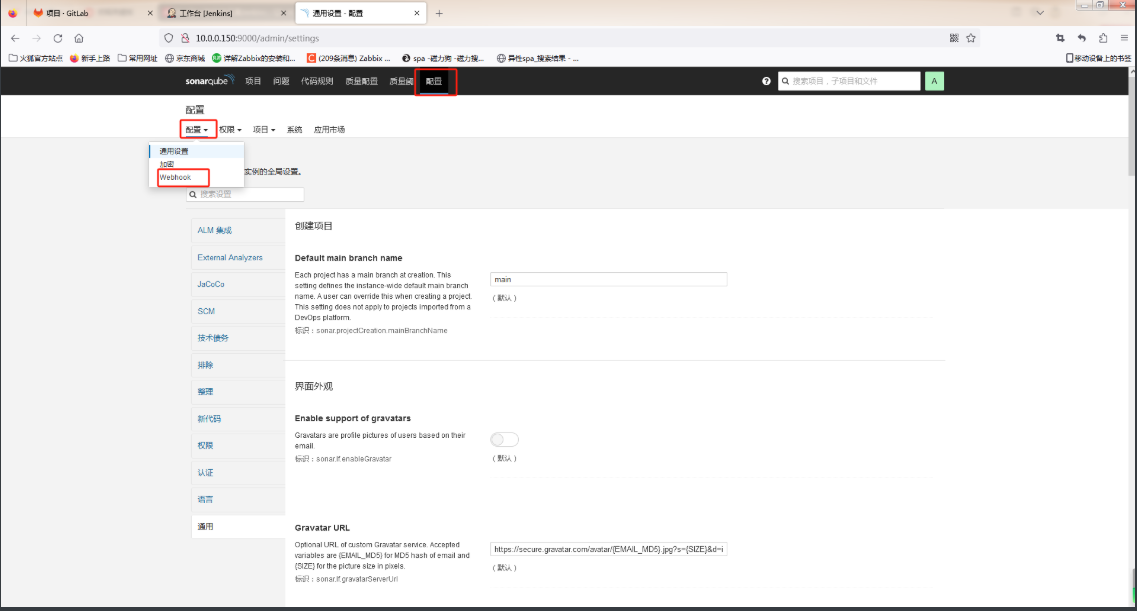 项目 · GitLab
工作台 [Jenkins]
通用设置 - 配置
10.0.0.150:9000/admin/settings
火狐官方站点 新手上路 常用网址 京东商城 详解Zabbix的安装和... (209条消息) Zabbix ... spa -磁力狗 -磁力搜... 异性spa_搜索结果 - ... 移动设备上的书签
sonarqube 项目 问题 代码规则 质量配置 质量阈 配置 搜索项目,子项目和文件 A
配置
配置 权限 项目 系统 应用市场
通用设置
加密
Webhook
实例的全局设置。
搜索设置
ALM 集成
External Analyzers
JaCoCo
SCM
技术债务
排除
整理
新代码
权限
认证
语言
通用
创建项目
Default main branch name
Each project has a main branch at creation. This
setting defines the instance-wide default main branch
name. A user can override this when creating a project.
This setting does not apply to projects imported from a
DevOps platform.
标识:sonar.projectCreation.mainBranchName
main
(默认)
界面外观
Enable support of gravatars
Gravatars are profile pictures of users based on their
email.
标识:sonar.lf.enableGravatar
(默认)
Gravatar URL
Optional URL of custom Gravatar service. Accepted
variables are {EMAIL_MD5} for MD5 hash of email and
{SIZE} for the picture size in pixels.
标识:sonar.lf.gravatarServerUrl
https://secure.gravatar.com/avatar/{EMAIL_MD5}.jpg?s={SIZE}&d=i
(默认)